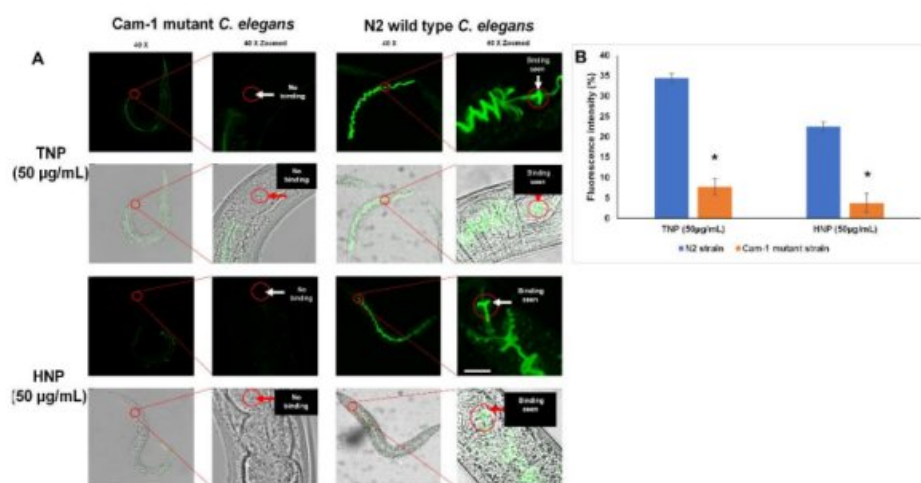 Cam-1 mutant C. elegans
N2 wild type C. elegans
40 X
40 X Zoomed
40 X
40 X Zoomed
A
B
No
binding
Binding
seen
TNP
(50 µg/mL)
No
binding
Binding
seen
No
binding
Binding
seen
HNP
(50 µg/mL)
No
binding
Binding
seen
Fluorescence intensity (%)
40
35
30
25
20
15
10
5
0
*
*
TNP (50µg/mL)
HNP (50µg/mL)
N2 strain
Cam-1 mutant strain